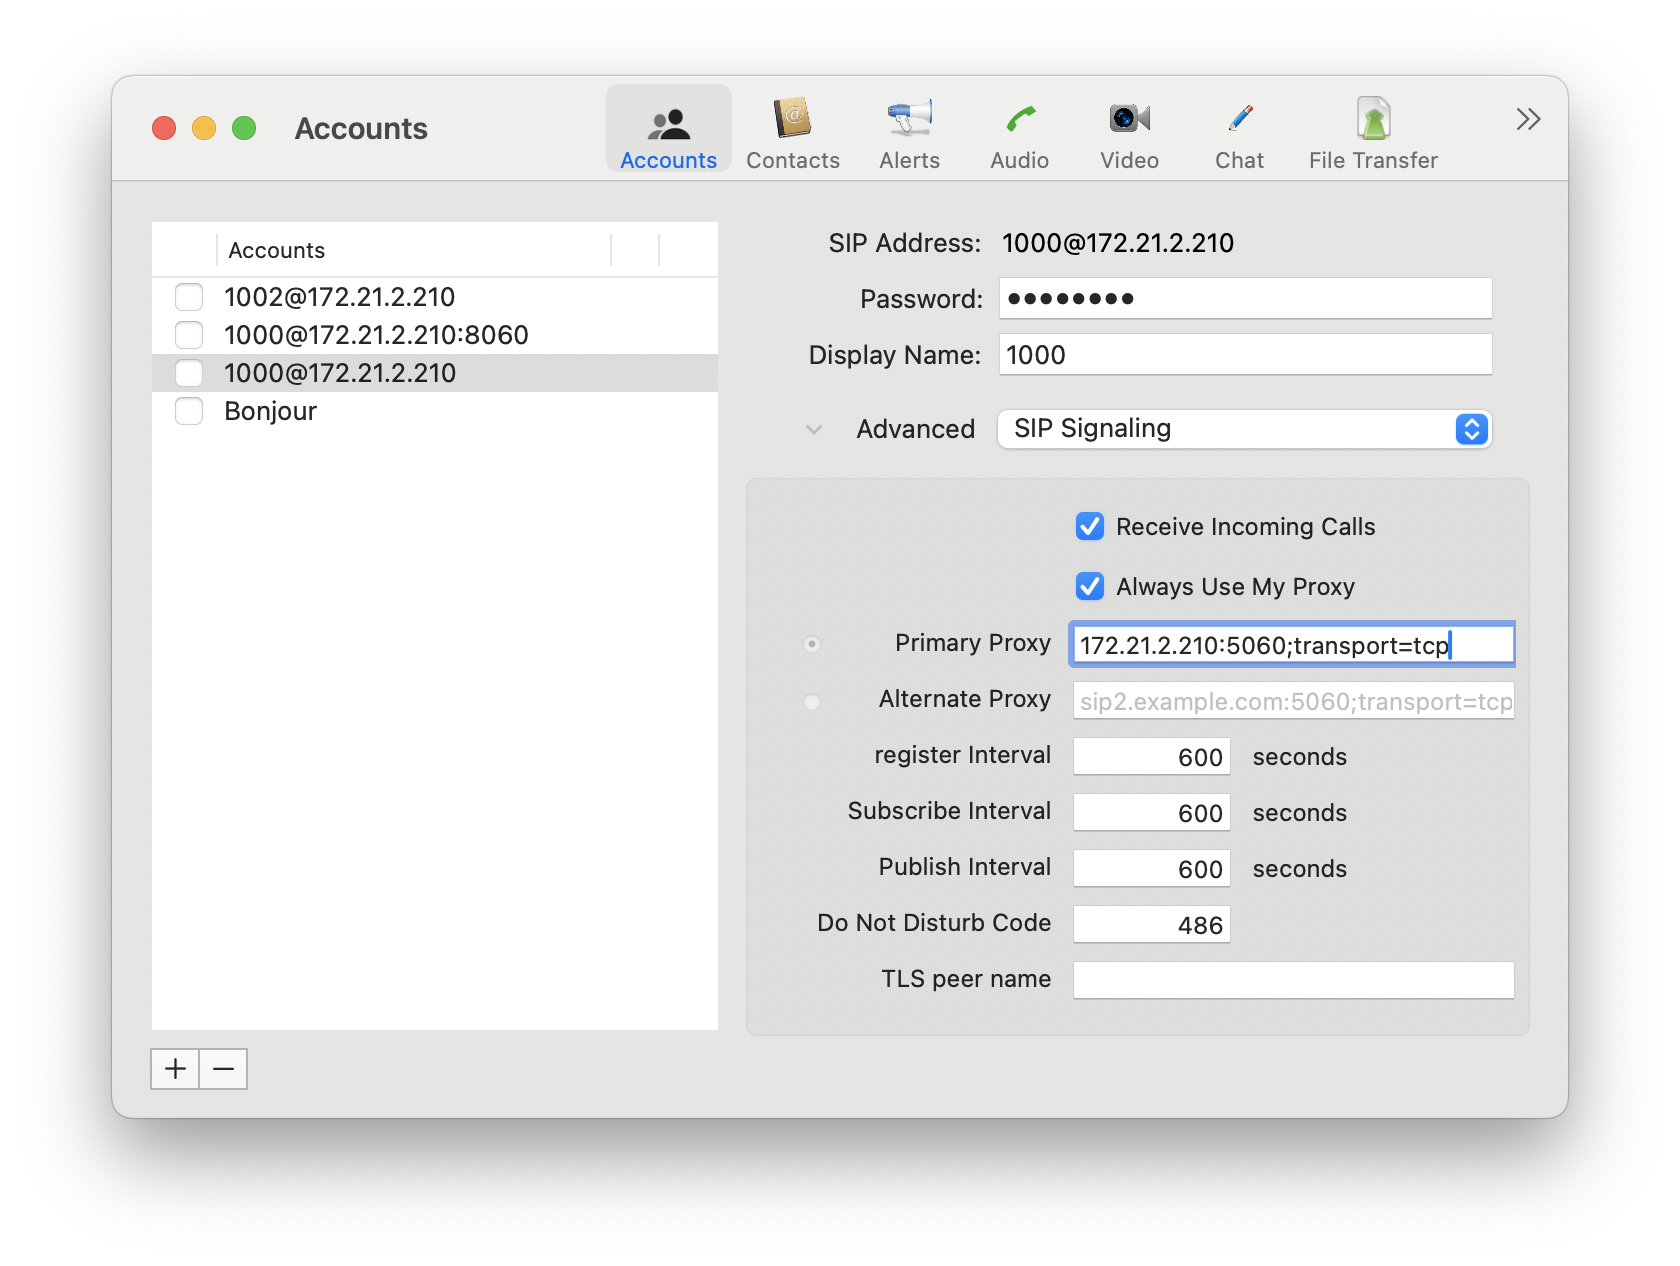 Accounts
Accounts
Contacts
Alerts
Audio
Video
Chat
File Transfer
Accounts
1002@172.21.2.210
1000@172.21.2.210:8060
1000@172.21.2.210
Bonjour
SIP Address: 1000@172.21.2.210
Password: ••••••••
Display Name: 1000
Advanced SIP Signaling
Receive Incoming Calls
Always Use My Proxy
Primary Proxy 172.21.2.210:5060;transport=tcp
Alternate Proxy sip2.example.com:5060;transport=tcp
register Interval 600 seconds
Subscribe Interval 600 seconds
Publish Interval 600 seconds
Do Not Disturb Code 486
TLS peer name